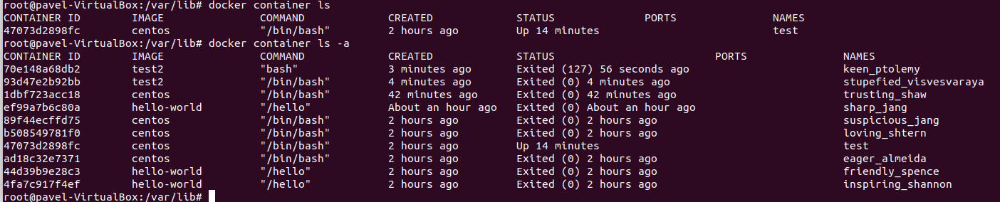 root@pavel-VirtualBox:/var/lib# docker container ls
CONTAINER ID IMAGE COMMAND CREATED STATUS PORTS NAMES
47073d2898fc centos "/bin/bash" 2 hours ago Up 14 minutes test
root@pavel-VirtualBox:/var/lib# docker container ls -a
CONTAINER ID IMAGE COMMAND CREATED STATUS PORTS NAMES
70e148a68db2 test2 "bash" 3 minutes ago Exited (127) 56 seconds ago keen_ptolemy
93d47e2b92bb test2 "/bin/bash" 4 minutes ago Exited (0) 4 minutes ago stupefied_visvesvaraya
1dbf723acc18 centos "/bin/bash" 42 minutes ago Exited (0) 42 minutes ago trusting_shaw
ef99a7b6c80a hello-world "/hello" About an hour ago Exited (0) About an hour ago sharp_jang
89f44ecffd75 centos "/bin/bash" 2 hours ago Exited (0) 2 hours ago suspicious_jang
b508549781f0 centos "/bin/bash" 2 hours ago Exited (0) 2 hours ago loving_shtern
47073d2898fc centos "/bin/bash" 2 hours ago Up 14 minutes test
ad18c32e7371 centos "/bin/bash" 2 hours ago Exited (0) 2 hours ago eager_almeida
44d39b9e28c3 hello-world "/hello" 2 hours ago Exited (0) 2 hours ago friendly_spence
4fa7c917f4ef hello-world "/hello" 2 hours ago Exited (0) 2 hours ago inspiring_shannon
root@pavel-VirtualBox:/var/lib#